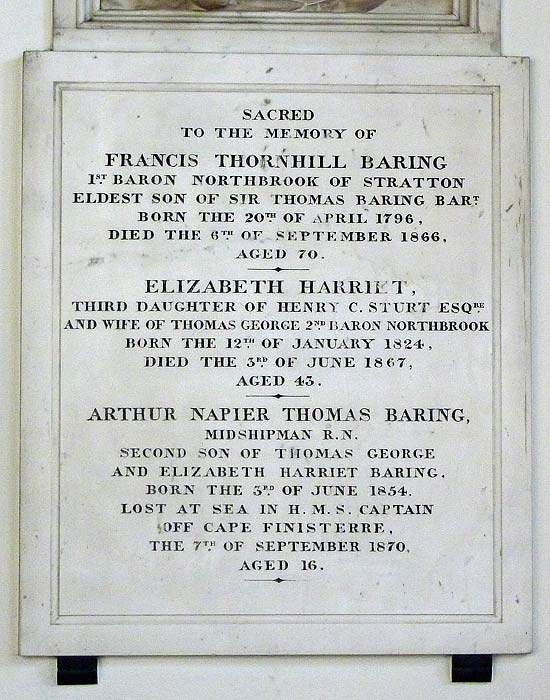 SACRED
TO THE MEMORY OF
FRANCIS THORNHILL BARING
1ST BARON NORTHBROOK OF STRATTON
ELDEST SON OF SIR THOMAS BARING BART
BORN THE 20TH OF APRIL 1796,
DIED THE 6TH OF SEPTEMBER 1866,
AGED 70.
ELIZABETH HARRIET,
THIRD DAUGHTER OF HENRY C. STURT ESQRE
AND WIFE OF THOMAS GEORGE 2ND BARON NORTHBROOK
BORN THE 12TH OF JANUARY 1824,
DIED THE 3RD OF JUNE 1867,
AGED 43.
ARTHUR NAPIER THOMAS BARING,
MIDSHIPMAN R.N.
SECOND SON OF THOMAS GEORGE
AND ELIZABETH HARRIET BARING.
BORN THE 3RD OF JUNE 1854.
LOST AT SEA IN H.M.S. CAPTAIN
OFF CAPE FINISTERRE,
THE 7TH OF SEPTEMBER 1870,
AGED 16.